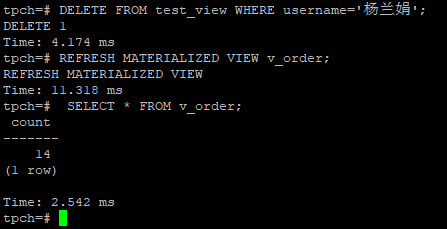 tpch=# DELETE FROM test_view WHERE username='杨兰娟';
DELETE 1
Time: 4.174 ms
tpch=# REFRESH MATERIALIZED VIEW v_order;
REFRESH MATERIALIZED VIEW
Time: 11.318 ms
tpch=#  SELECT * FROM v_order;
 count
-------
    14
(1 row)

Time: 2.542 ms
tpch=#